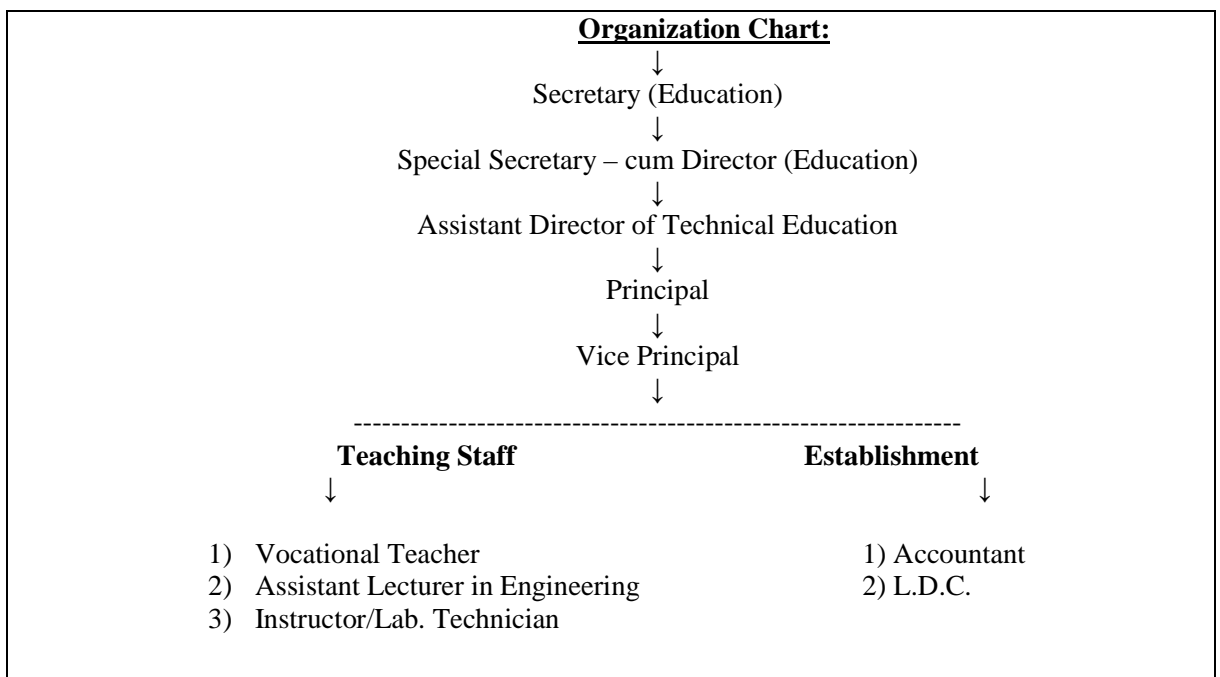 Organization Chart:
↓
Secretary (Education)
↓
Special Secretary – cum Director (Education)
↓
Assistant Director of Technical Education
↓
Principal
↓
Vice Principal
↓
-----------------------------------------------------------------
Teaching Staff Establishment
↓ ↓
1) Vocational Teacher 1) Accountant
2) Assistant Lecturer in Engineering 2) L.D.C.
3) Instructor/Lab. Technician